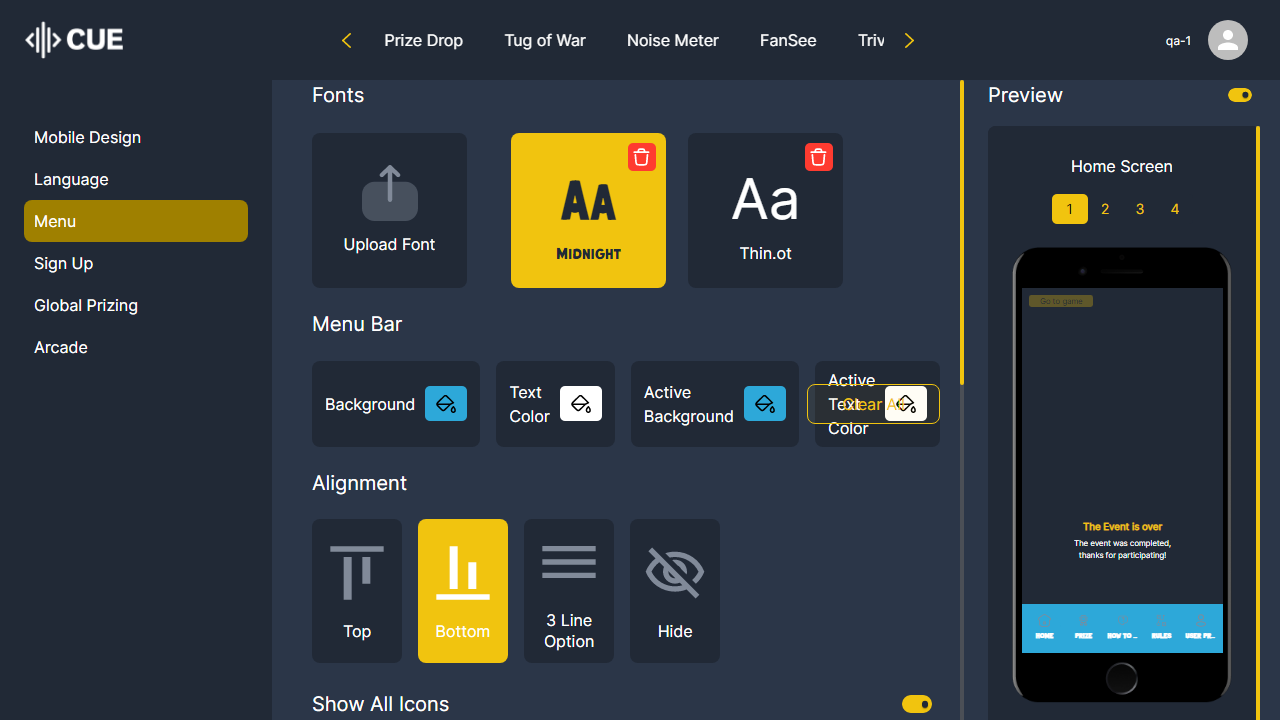 CUE
Prize Drop
Tug of War
Noise Meter
FanSee
Triv
qa-1
Mobile Design
Language
Menu
Sign Up
Global Prizing
Arcade
Fonts
Upload Font
Aa
Midnight
Aa
Thin.ot
Menu Bar
Background
Text
Color
Active
Background
Active
Text
Color
Clear All
Alignment
Top
Bottom
3 Line
Option
Hide
Show All Icons
Preview
Home Screen
1 2 3 4
Go to game
The Event is over
The event was completed,
thanks for participating!
HOME PRIZE HOW TO ... RULES USER PR...